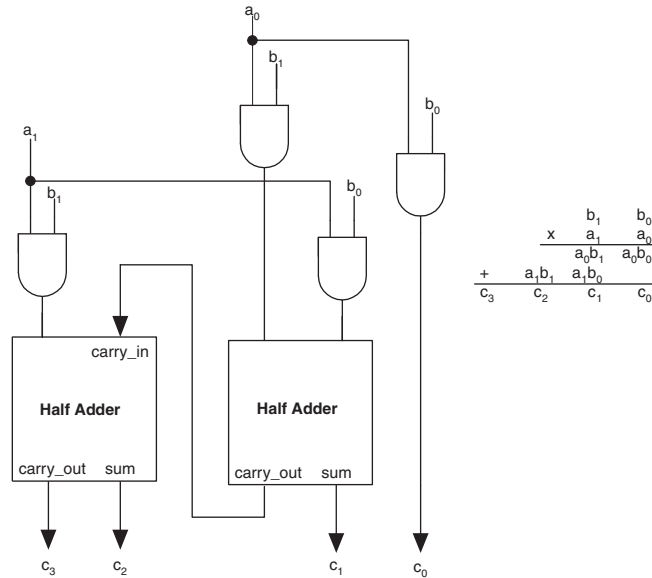 a₀
b₁
b₀
a₁
b₁
b₀
carry_in
Half Adder
carry_out sum
Half Adder
carry_out sum
c₃ c₂ c₁ c₀
b₁ b₀
x a₁ a₀
a₀b₁ a₀b₀
+ a₁b₁ a₁b₀
c₃ c₂ c₁ c₀